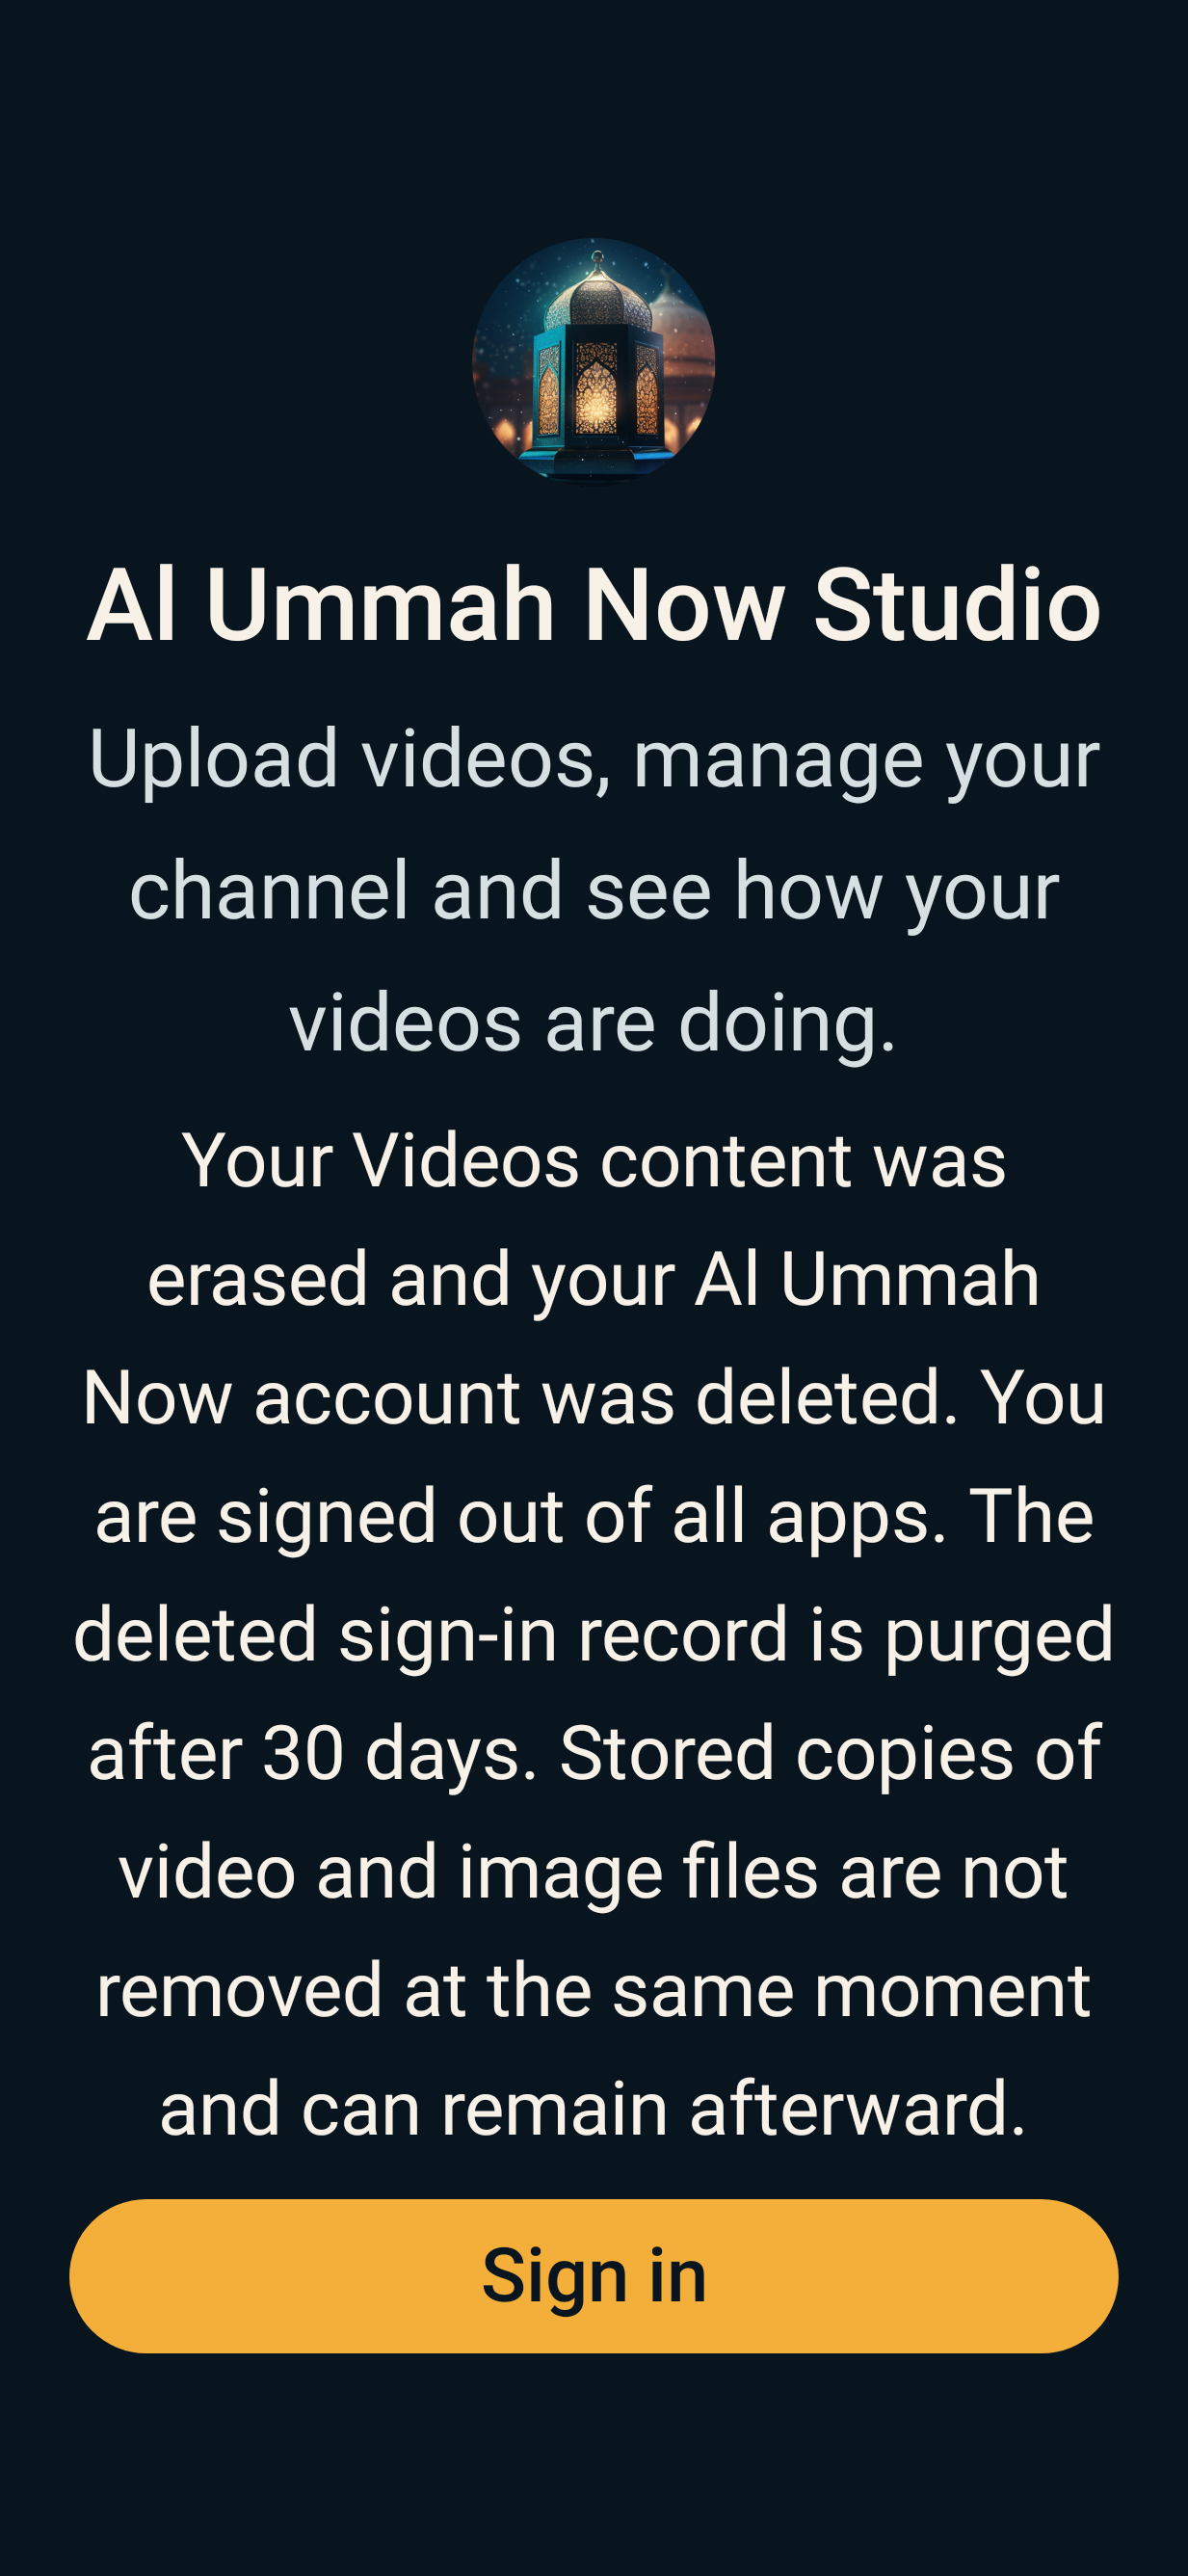 Al Ummah Now Studio
Upload videos, manage your
channel and see how your
videos are doing.
Your Videos content was
erased and your Al Ummah
Now account was deleted. You
are signed out of all apps. The
deleted sign-in record is purged
after 30 days. Stored copies of
video and image files are not
removed at the same moment
and can remain afterward.
Sign in